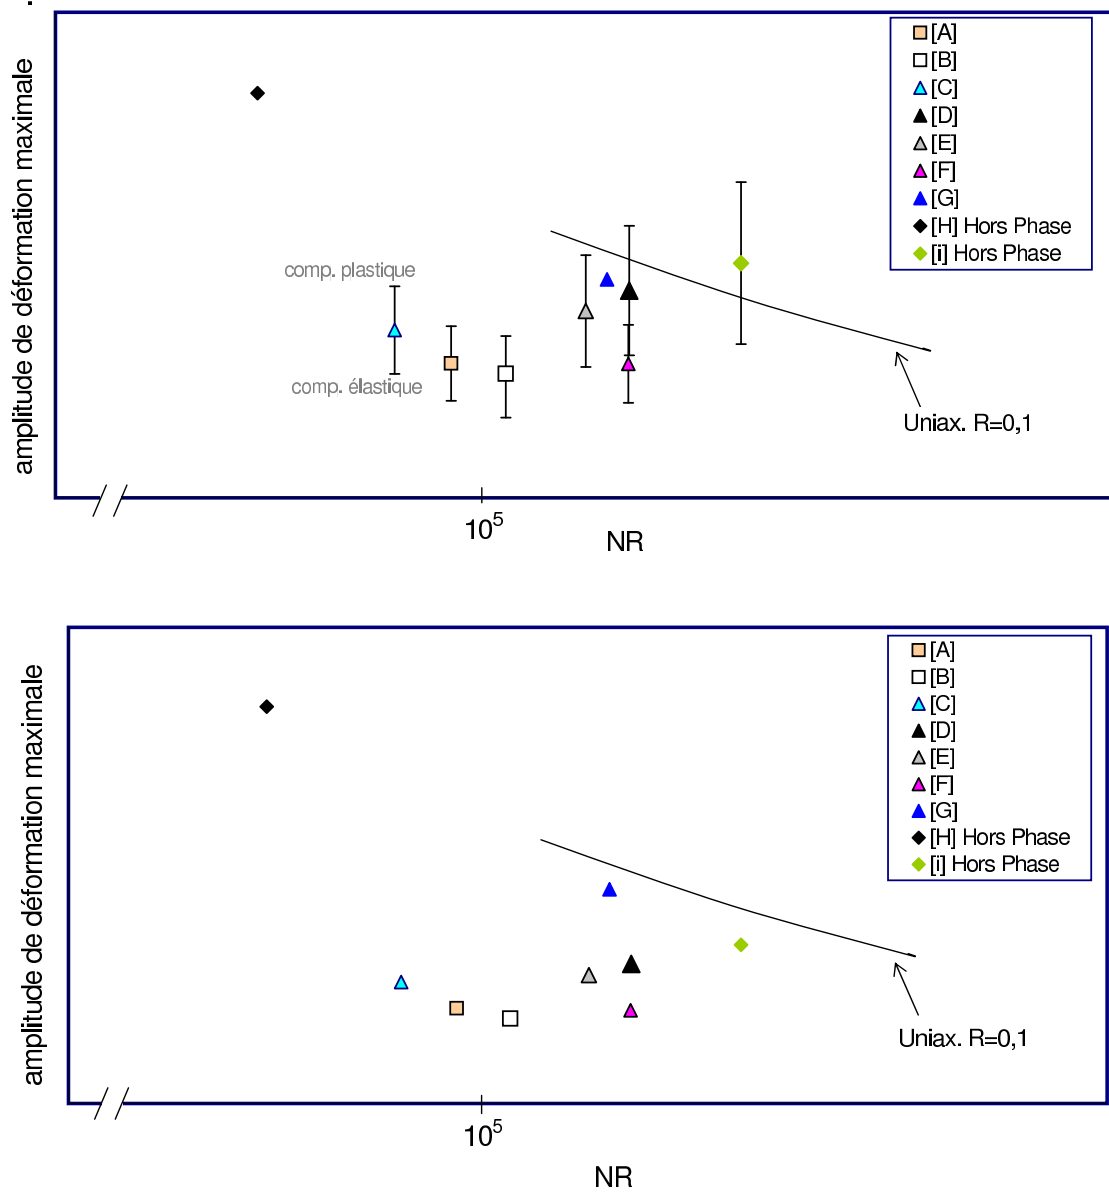 amplitude de déformation maximale
[A]
[B]
[C]
[D]
[E]
[F]
[G]
[H] Hors Phase
[i] Hors Phase
comp. plastique
comp. élastique
Uniax. R=0,1
10⁵
NR
amplitude de déformation maximale
[A]
[B]
[C]
[D]
[E]
[F]
[G]
[H] Hors Phase
[i] Hors Phase
Uniax. R=0,1
10⁵
NR